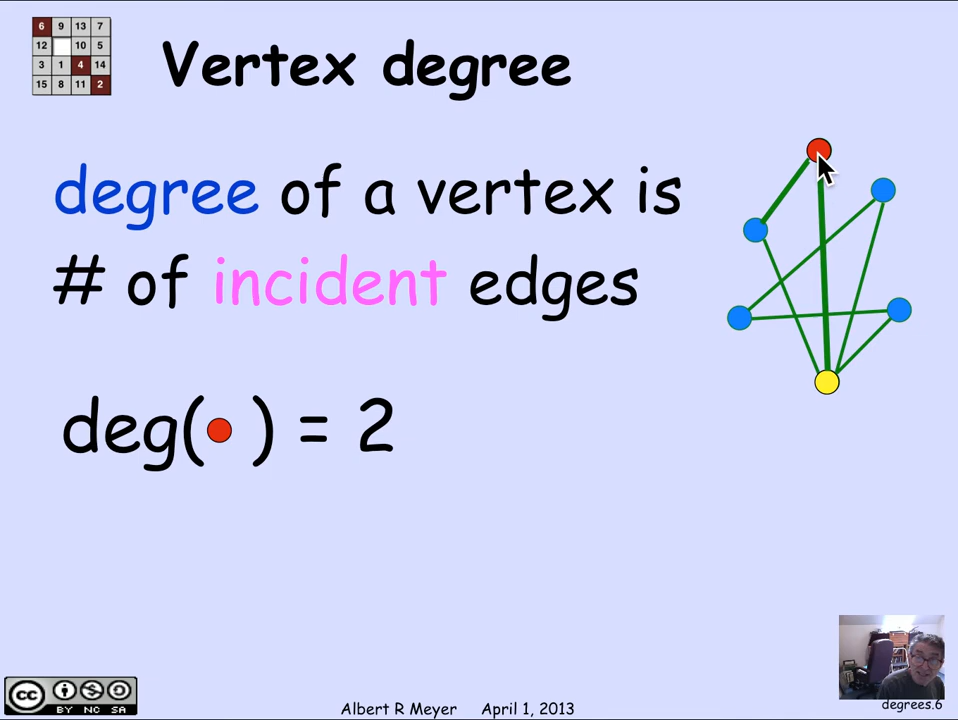 6 9 13 7
12 10 5
3 1 4 14
15 8 11 2
Vertex degree
degree of a vertex is
# of incident edges
deg( ) = 2
cc BY NC SA
Albert R Meyer April 1, 2013
degrees.6